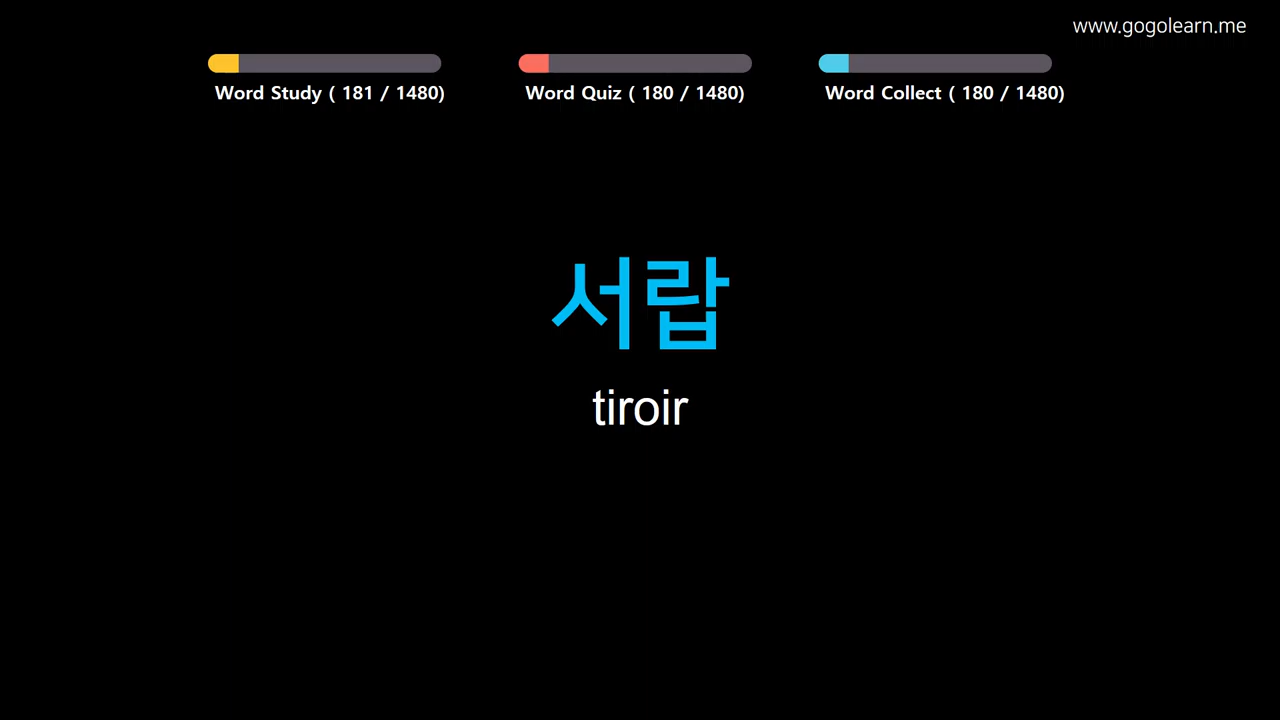 www.gogolearn.me
Word Study ( 181 / 1480)
Word Quiz ( 180 / 1480)
Word Collect ( 180 / 1480)
서랍
tiroir